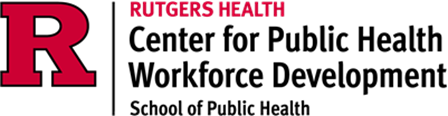 R
RUTGERS HEALTH
Center for Public Health
Workforce Development
School of Public Health